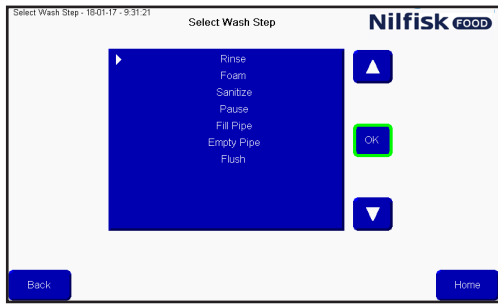 Select Wash Step - 18-01-17 - 9:31:21
Select Wash Step
Nilfisk FOOD
Rinse
Foam
Sanitize
Pause
Fill Pipe
Empty Pipe
Flush
OK
Back
Home